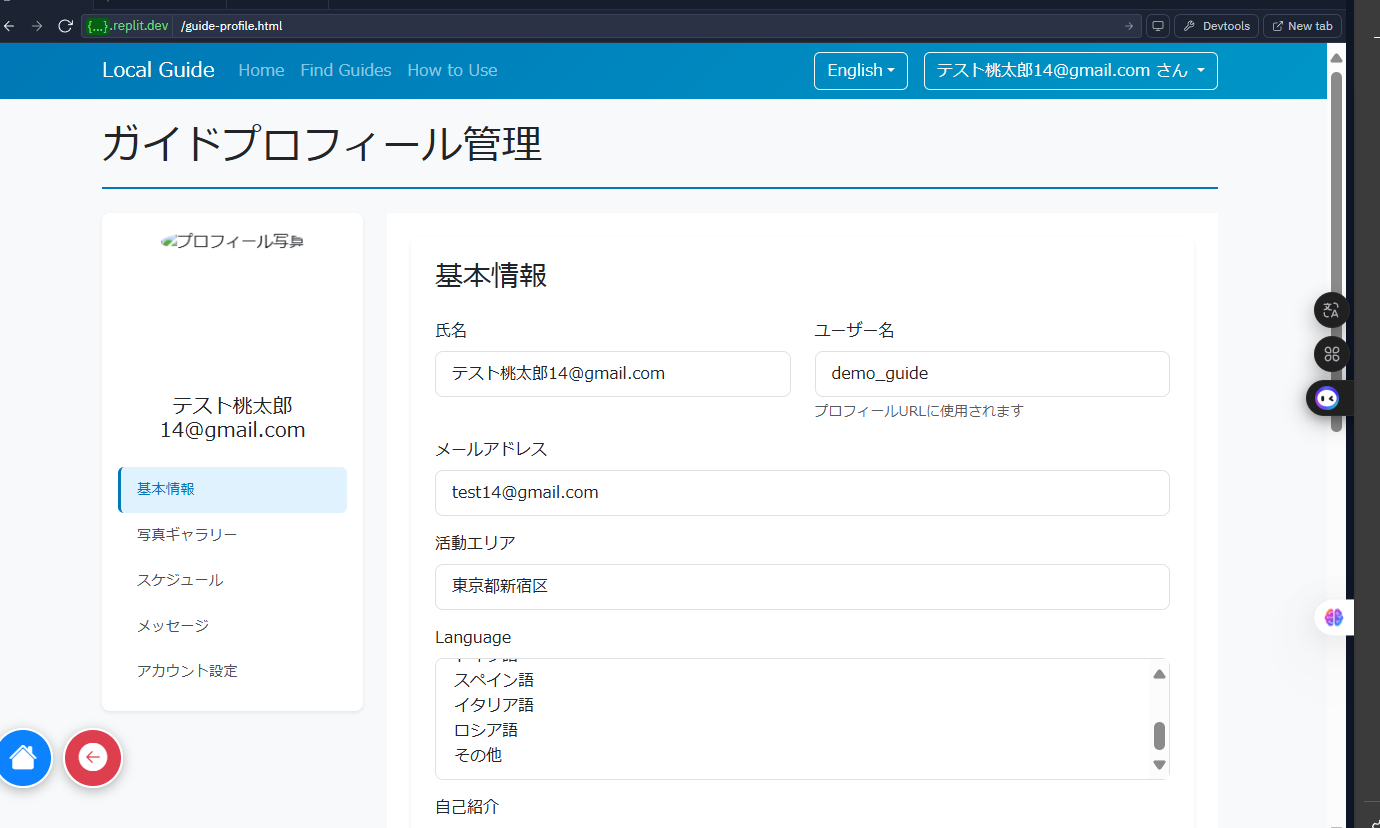 {...}.replit.dev /guide-profile.html
Devtools
New tab
Local Guide Home Find Guides How to Use
English
テスト桃太郎14@gmail.com さん
ガイドプロフィール管理
プロフィール写真
テスト桃太郎
14@gmail.com
基本情報
写真ギャラリー
スケジュール
メッセージ
アカウント設定
基本情報
氏名
テスト桃太郎14@gmail.com
ユーザー名
demo_guide
プロフィールURLに使用されます
メールアドレス
test14@gmail.com
活動エリア
東京都新宿区
Language
スペイン語
イタリア語
ロシア語
その他
自己紹介